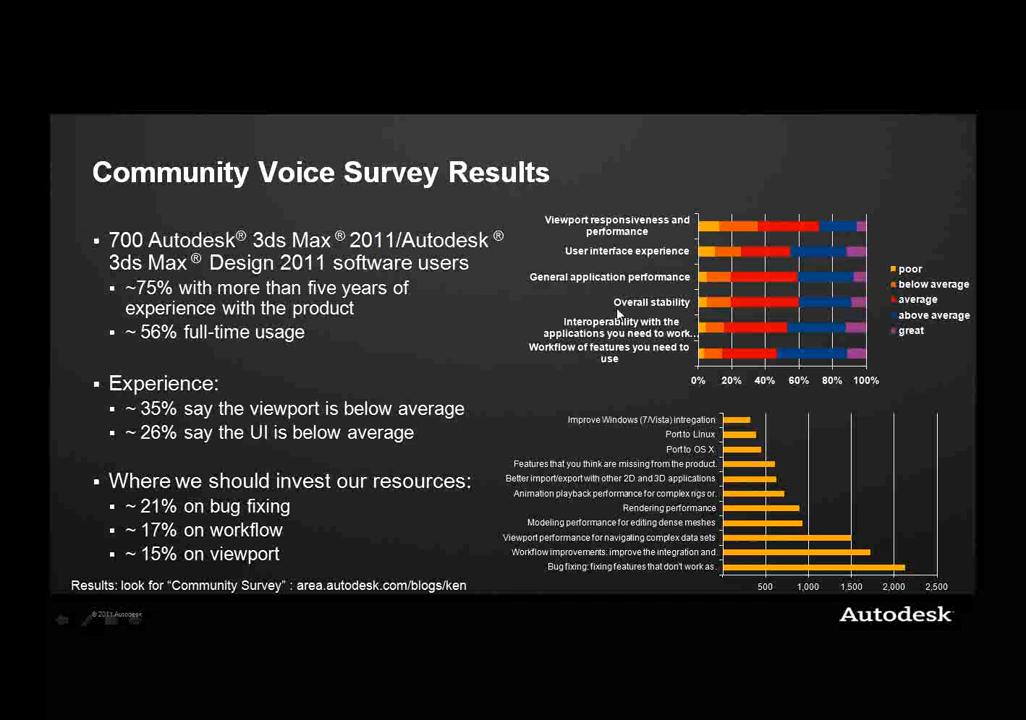 Community Voice Survey Results
▪ 700 Autodesk® 3ds Max® 2011/Autodesk®
3ds Max® Design 2011 software users
▪ ~75% with more than five years of
experience with the product
▪ ~ 56% full-time usage
▪ Experience:
▪ ~ 35% say the viewport is below average
▪ ~ 26% say the UI is below average
▪ Where we should invest our resources:
▪ ~ 21% on bug fixing
▪ ~ 17% on workflow
▪ ~ 15% on viewport
Results: look for “Community Survey” : area.autodesk.com/blogs/ken
Viewport responsiveness and
performance
User interface experience
General application performance
Overall stability
Interoperability with the
applications you need to work...
Workflow of features you need to
use
0% 20% 40% 60% 80% 100%
poor
below average
average
above average
great
Improve Windows (7/Vista) intregation
Port to Linux
Port to OS X
Features that you think are missing from the product.
Better import/export with other 2D and 3D applications
Animation playback performance for complex rigs or.
Rendering performance
Modeling performance for editing dense meshes
Viewport performance for navigating complex data sets
Workflow improvements: improve the integration and.
Bug fixing: fixing features that don't work as.
500 1,000 1,500 2,000 2,500
© 2011 Autodesk
Autodesk